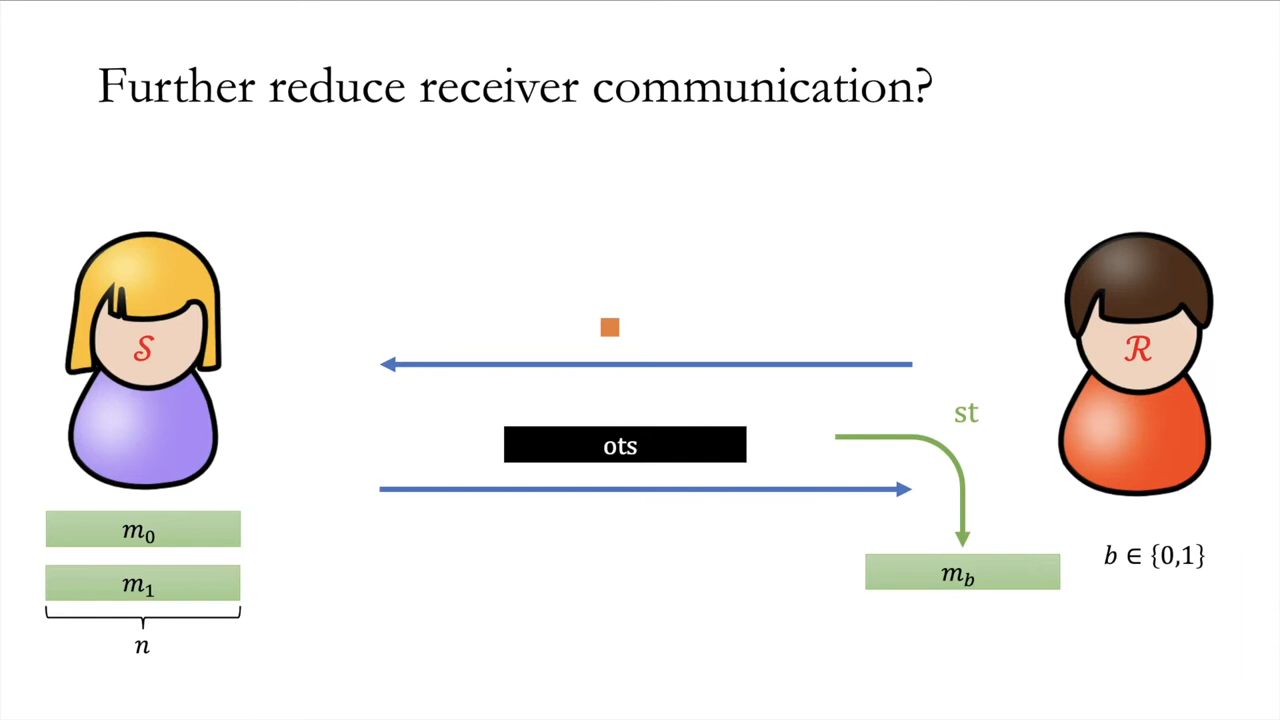 Further reduce receiver communication?
𝒮
ℛ
st
ots
m₀
m₁
n
m_b
b ∈ {0,1}